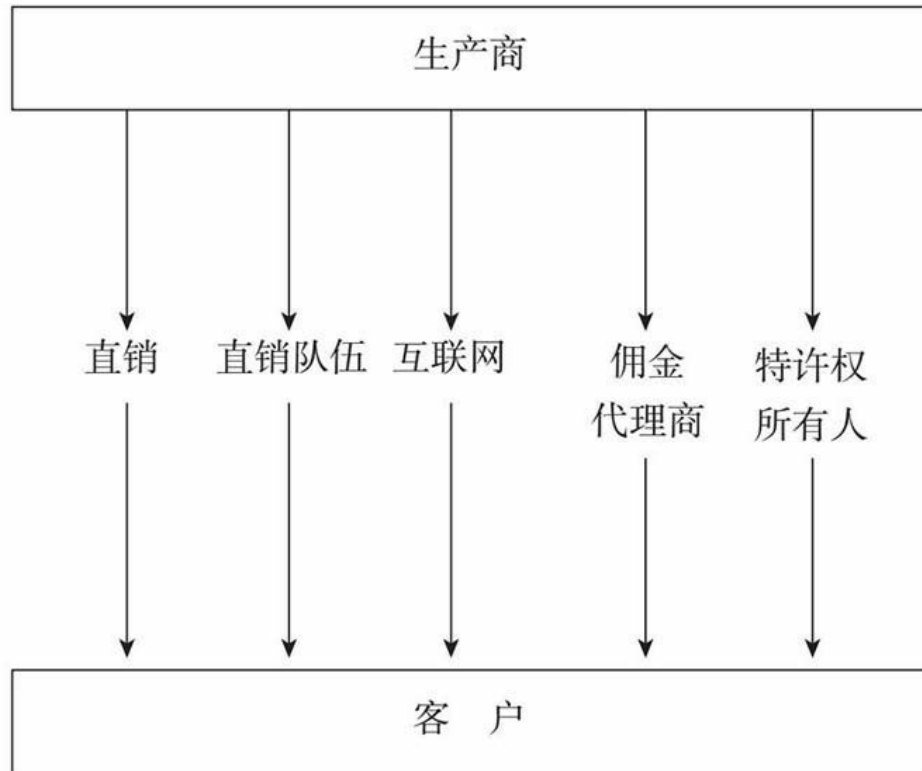 生产商
直销
直销队伍
互联网
佣金
代理商
特许权
所有人
客 户